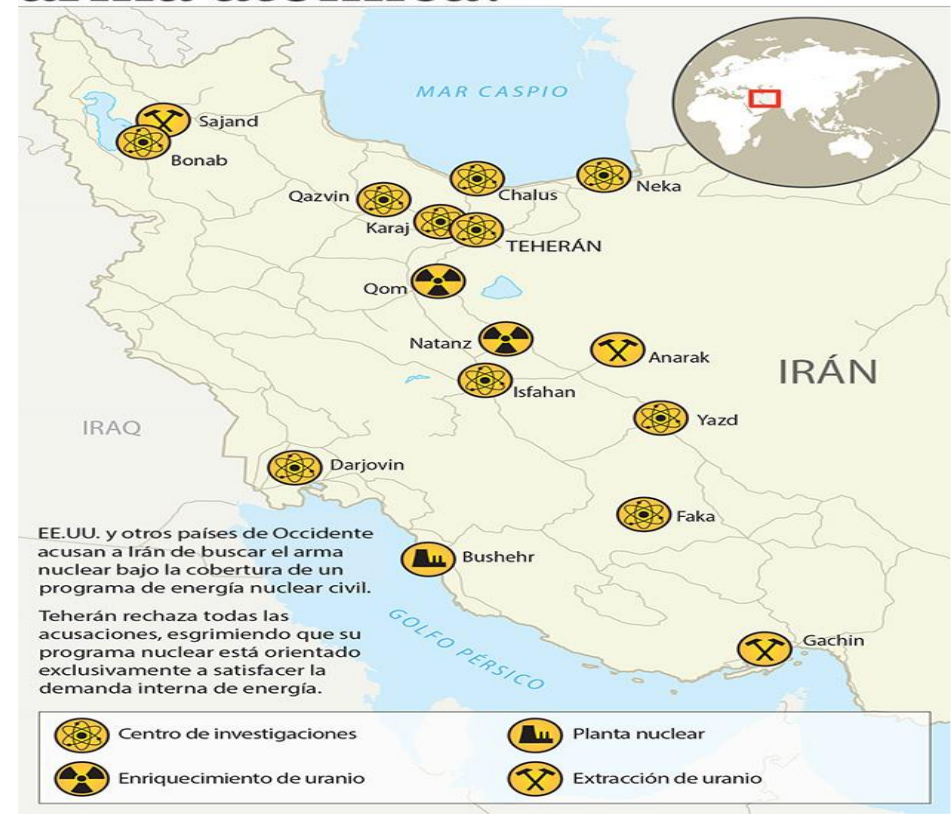 MAR CASPIO
Sajand
Bonab
Qazvin
Chalus
Neka
Karaj
TEHERÁN
Qom
Natanz
Anarak
IRÁN
Isfahan
Yazd
IRAQ
Darjovin
Faka
EE.UU. y otros países de Occidente
acusan a Irán de buscar el arma
nuclear bajo la cobertura de un
programa de energía nuclear civil.
Bushehr
Teherán rechaza todas las
acusaciones, esgrimiendo que su
programa nuclear está orientado
exclusivamente a satisfacer la
demanda interna de energía.
GOLFO PÉRSICO
Gachin
Centro de investigaciones
Planta nuclear
Enriquecimiento de uranio
Extracción de uranio